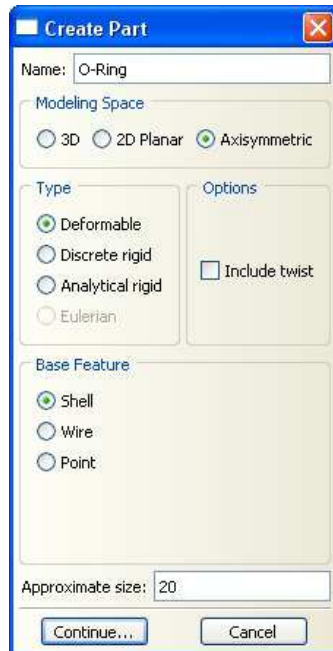 Create Part
Name: O-Ring
Modeling Space
3D 2D Planar Axisymmetric
Type Options
Deformable
Discrete rigid
Analytical rigid
Include twist
Eulerian
Base Feature
Shell
Wire
Point
Approximate size: 20
Continue... Cancel